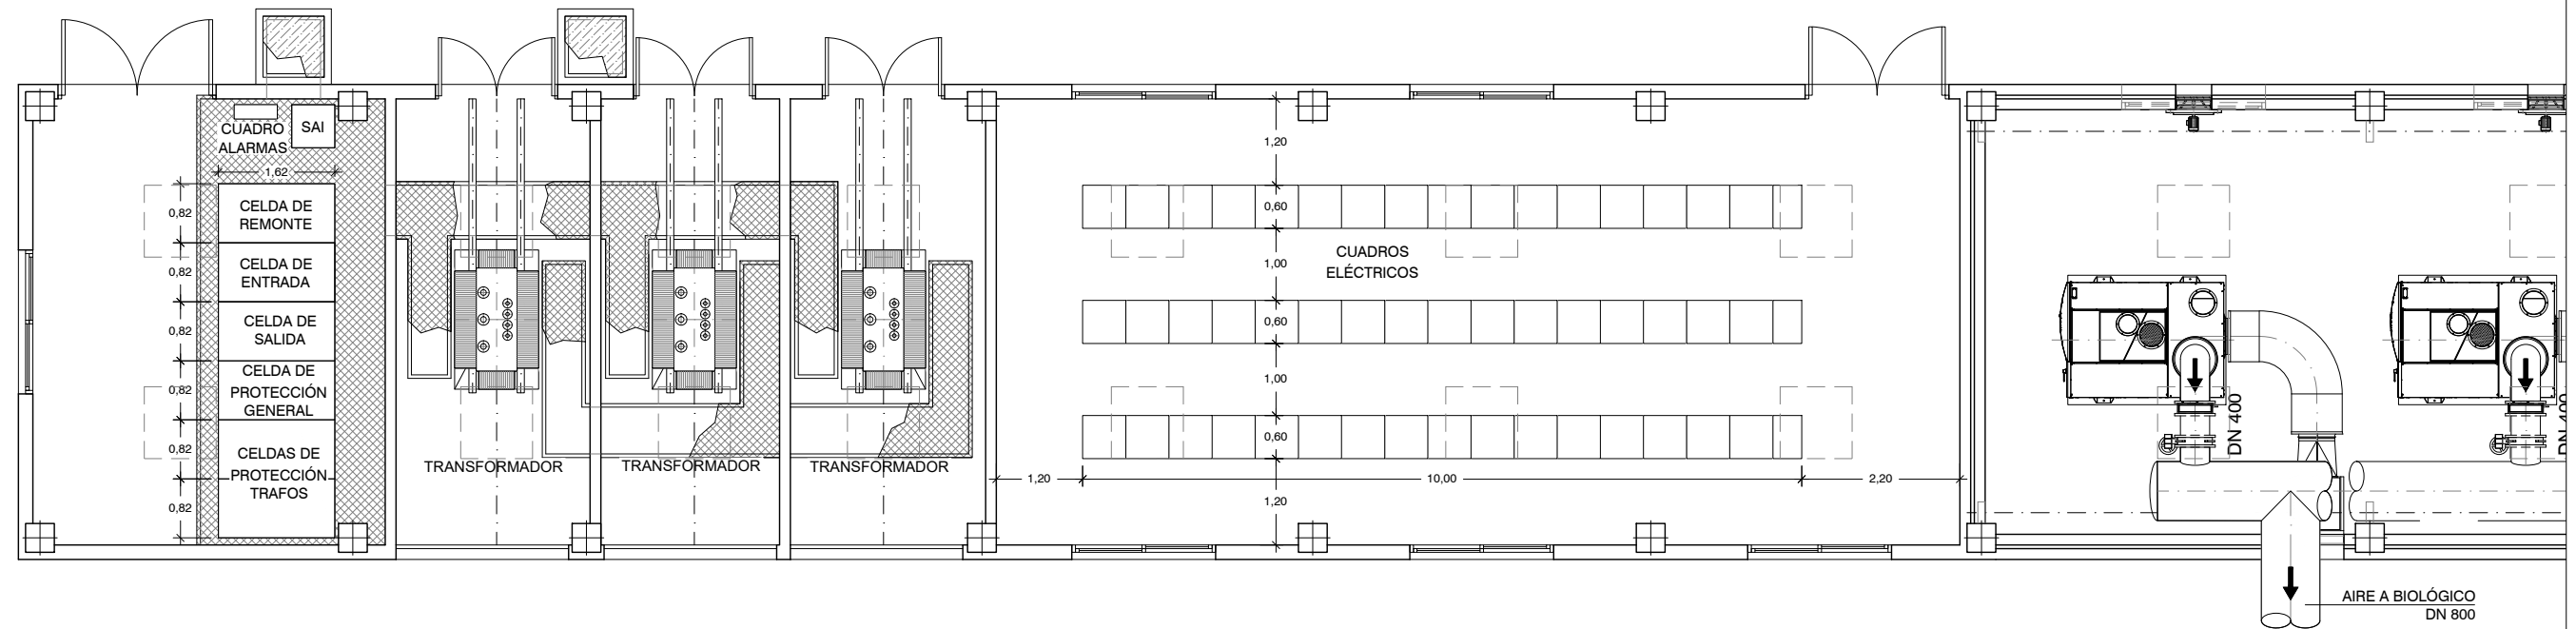 CUADRO
ALARMAS
SAI
1,62
0,82
CELDA DE
REMONTE
0,82
CELDA DE
ENTRADA
0,82
CELDA DE
SALIDA
0,82
CELDA DE
PROTECCIÓN
GENERAL
0,82
CELDAS DE
PROTECCIÓN
TRAFOS
0,82
TRANSFORMADOR
TRANSFORMADOR
TRANSFORMADOR
1,20
0,60
1,00
0,60
1,00
0,60
1,20
CUADROS
ELÉCTRICOS
1,20
10,00
2,20
DN 400
DN 400
AIRE A BIOLÓGICO
DN 800